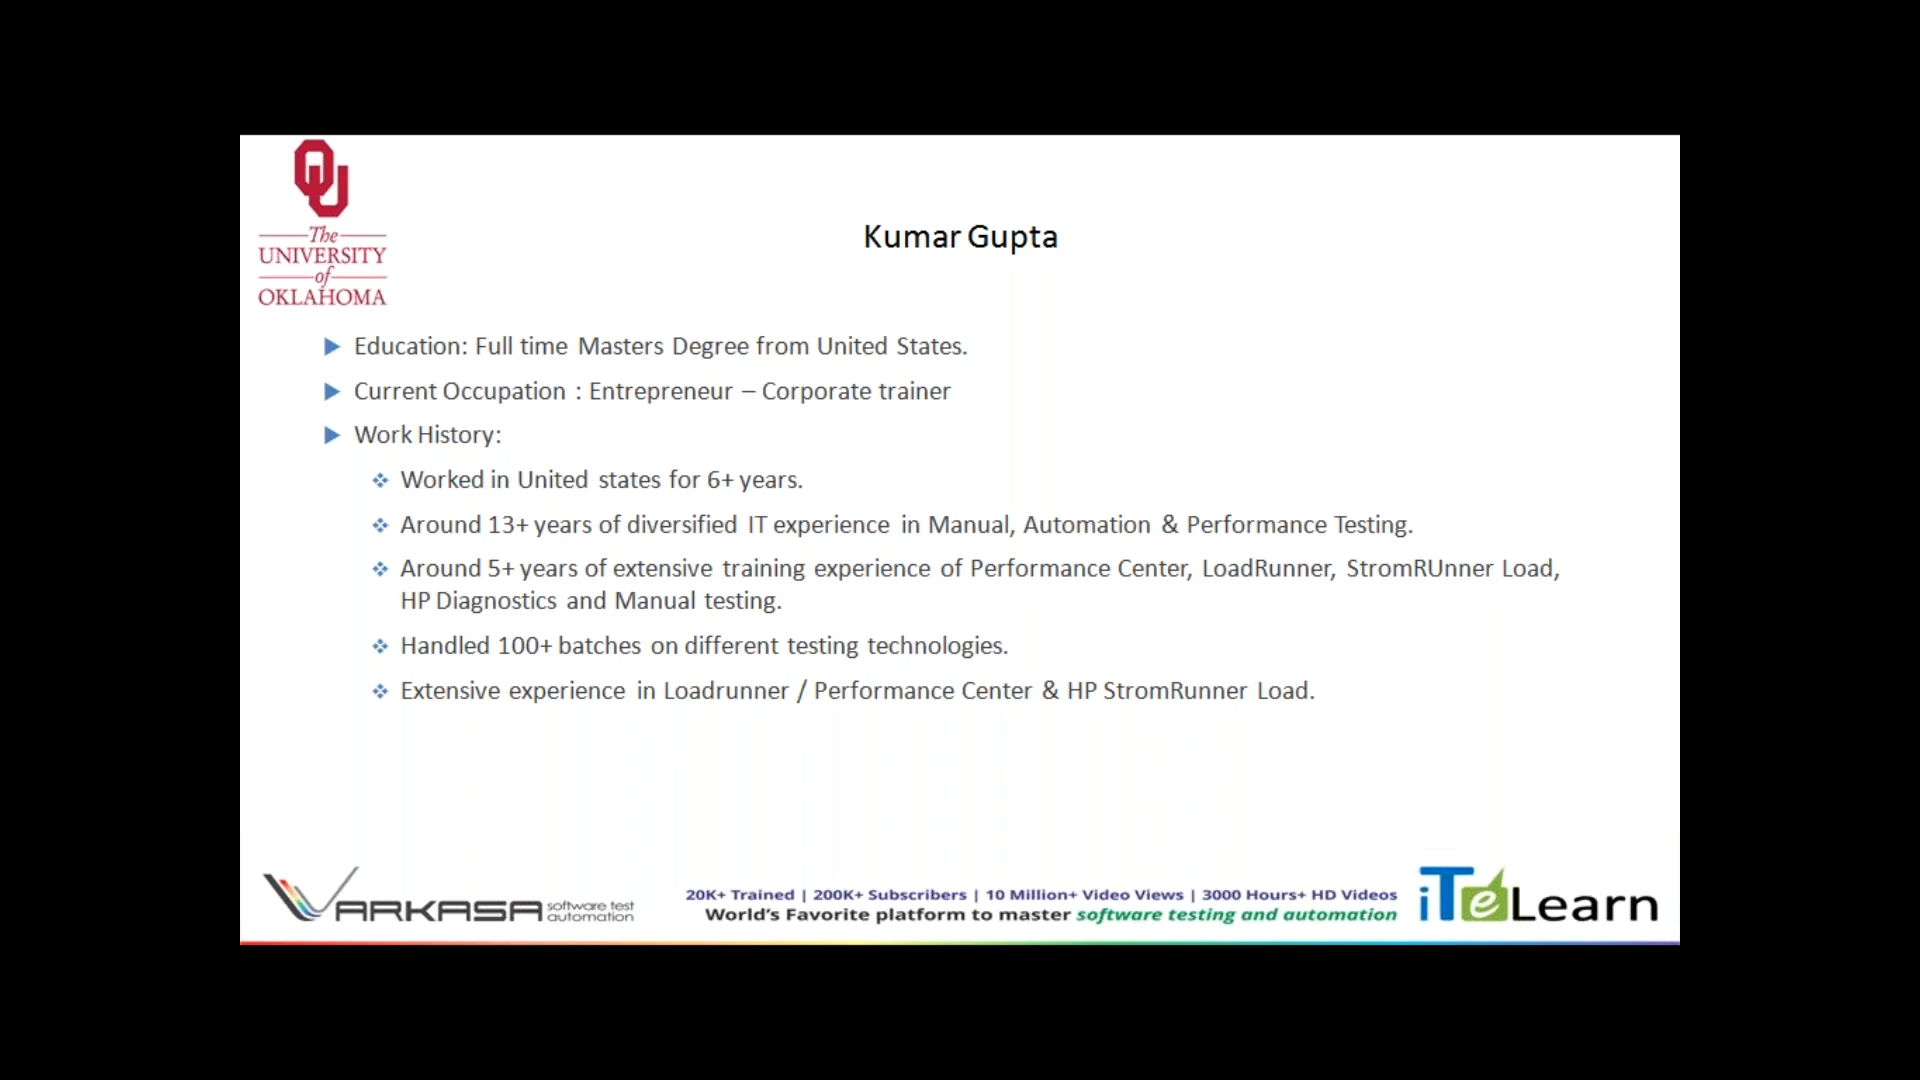 The
UNIVERSITY
of
OKLAHOMA
Kumar Gupta
Education: Full time Masters Degree from United States.
Current Occupation : Entrepreneur – Corporate trainer
Work History:
Worked in United states for 6+ years.
Around 13+ years of diversified IT experience in Manual, Automation & Performance Testing.
Around 5+ years of extensive training experience of Performance Center, LoadRunner, StromRUnner Load,
HP Diagnostics and Manual testing.
Handled 100+ batches on different testing technologies.
Extensive experience in Loadrunner / Performance Center & HP StromRunner Load.
VARKASA software test
automation
20K+ Trained | 200K+ Subscribers | 10 Million+ Video Views | 3000 Hours+ HD Videos
World's Favorite platform to master software testing and automation
iTeLearn